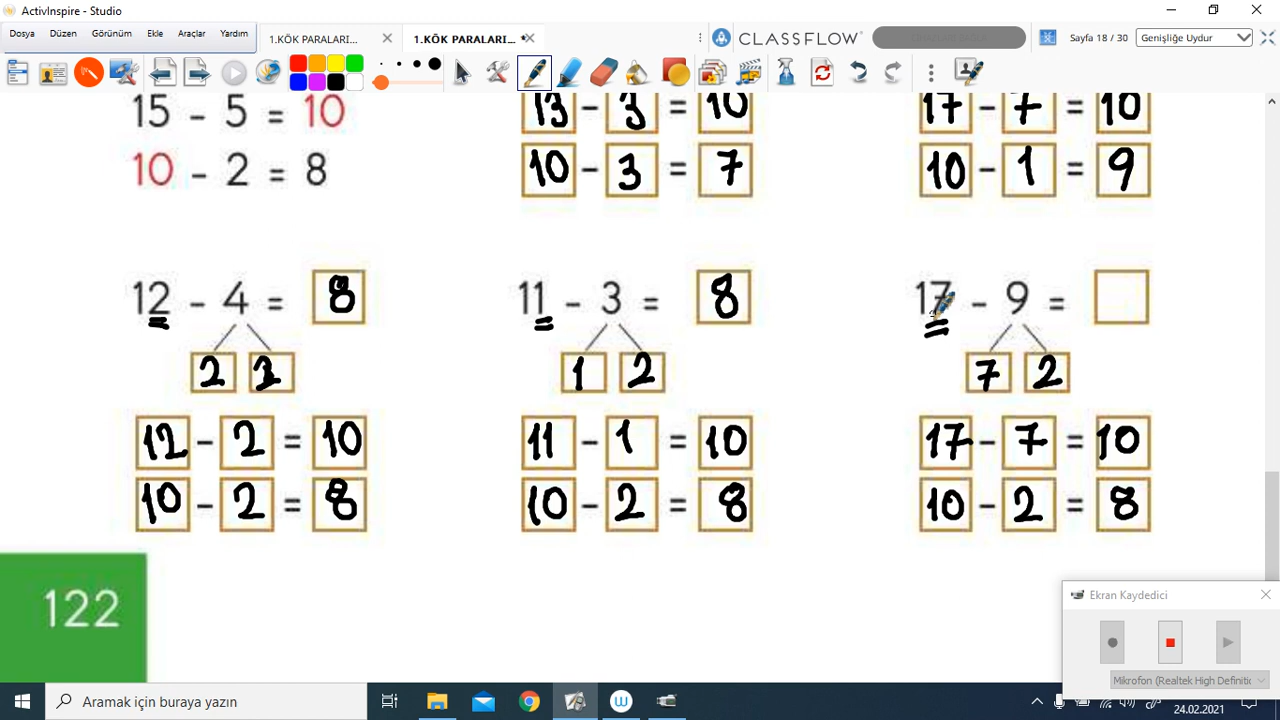 ActivInspire - Studio
Dosya Düzen Görünüm Ekle Araçlar Yardım
1.KÖK PARALARI...
1.KÖK PARALARI... *
CLASSFLOW
Sayfa 18 / 30
Genişliğe Uydur
15 - 5 = 10
10 - 2 = 8
13 - 3 = 10
10 - 3 = 7
17 - 7 = 10
10 - 1 = 9
12 - 4 = 8
2
12 - 2 = 10
10 - 2 = 8
11 - 3 = 8
1 2
11 - 1 = 10
10 - 2 = 8
17 - 9 =
7 2
17 - 7 = 10
10 - 2 = 8
122
Ekran Kaydedici
Mikrofon (Realtek High Definitic
Aramak için buraya yazın
24.02.2021